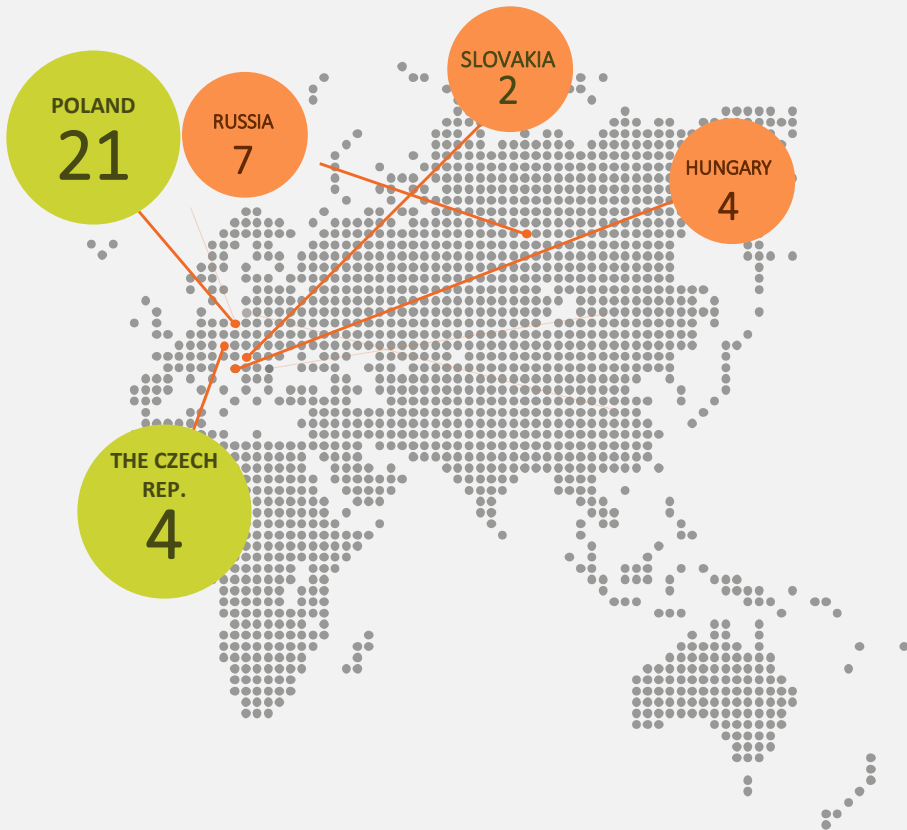 POLAND
21
RUSSIA
7
SLOVAKIA
2
HUNGARY
4
THE CZECH
REP.
4